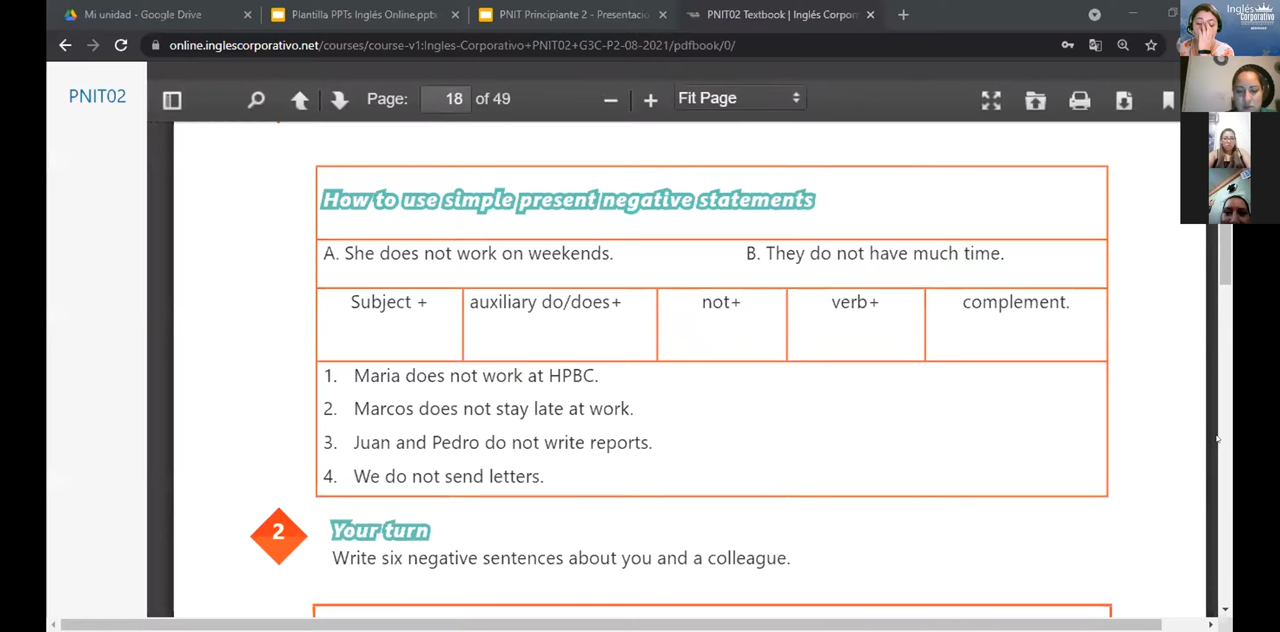 Mi unidad - Google Drive
Plantilla PPTs Inglés Online.ppt
PNIT Principiante 2 - Presentacio
PNIT02 Textbook | Inglés Corpor
online.inglescorporativo.net/courses/course-v1:Ingles-Corporativo+PNIT02+G3C-P2-08-2021/pdfbook/0/
Inglés
Corporativo
PNIT02
Page: 18 of 49
Fit Page
How to use simple present negative statements
A. She does not work on weekends. B. They do not have much time.
Subject + auxiliary do/does+ not+ verb+ complement.
1. Maria does not work at HPBC.
2. Marcos does not stay late at work.
3. Juan and Pedro do not write reports.
4. We do not send letters.
2 Your turn
Write six negative sentences about you and a colleague.